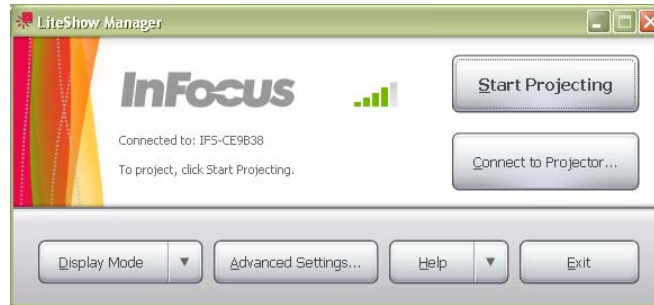 LiteShow Manager
InFocus
Start Projecting
Connected to: IFS-CE9B38
To project, click Start Projecting.
Connect to Projector...
Display Mode
Advanced Settings...
Help
Exit